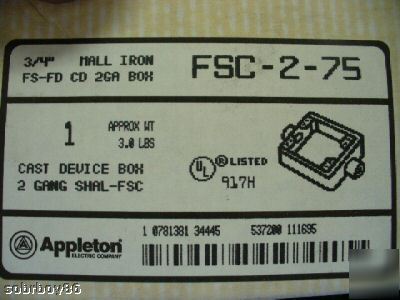 3/4" MALL IRON
FS-FD CD 2GA BOX
FSC-2-75
1 APPROX WT
3.0 LBS
CAST DEVICE BOX
2 GANG SHAL-FSC
UL ® LISTED
917H
Appleton
ELECTRIC COMPANY
1 0781381 34445 537200 111695
sobrboy86